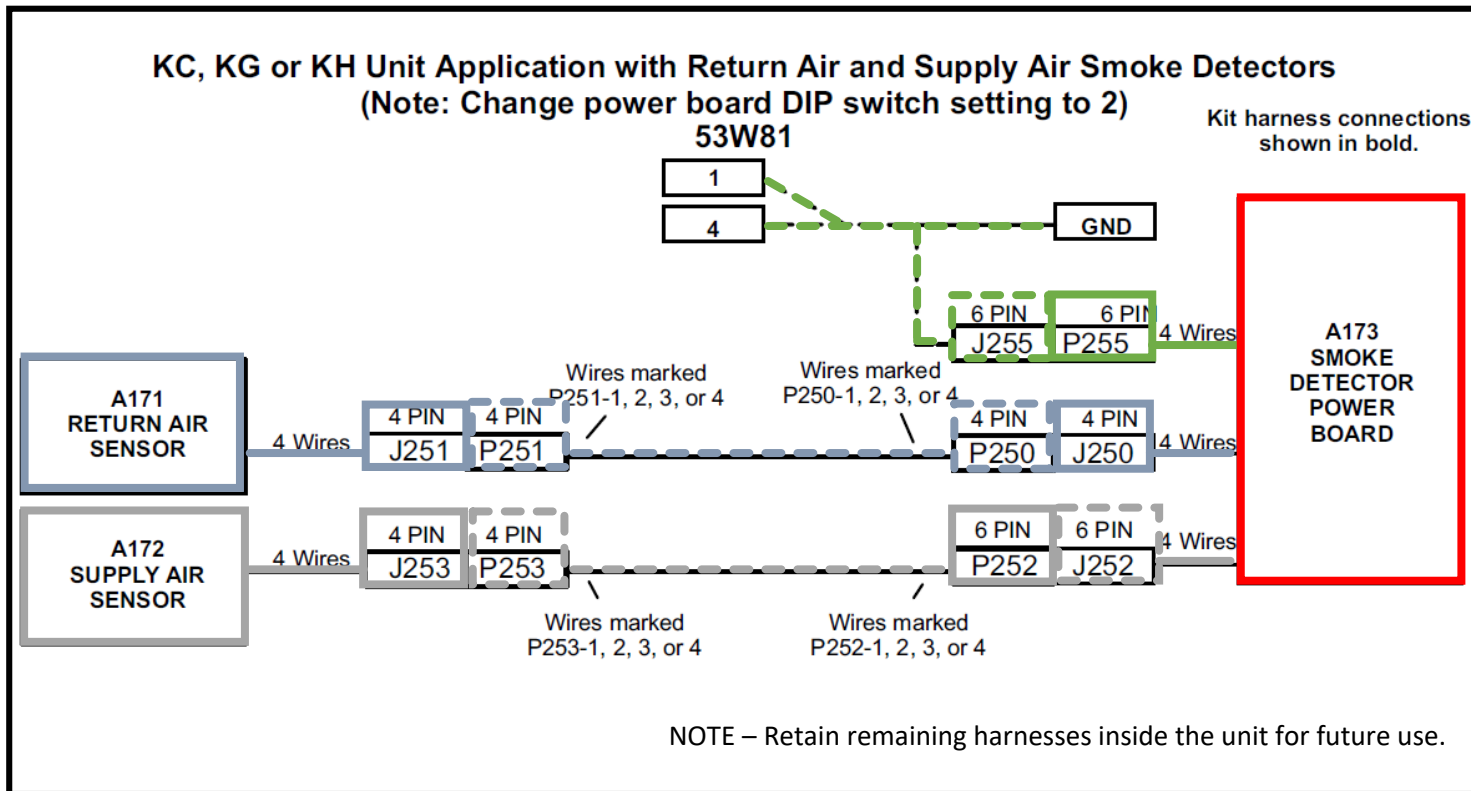 KC, KG or KH Unit Application with Return Air and Supply Air Smoke Detectors
(Note: Change power board DIP switch setting to 2)
53W81
Kit harness connections
shown in bold.
1
4
GND
6 PIN
6 PIN
J255
P255
4 Wires
A173
SMOKE
DETECTOR
POWER
BOARD
A171
RETURN AIR
SENSOR
4 Wires
4 PIN
4 PIN
J251
P251
Wires marked
P251-1, 2, 3, or 4
Wires marked
P250-1, 2, 3, or 4
4 PIN
4 PIN
P250
J250
4 Wires
A172
SUPPLY AIR
SENSOR
4 Wires
4 PIN
4 PIN
J253
P253
6 PIN
6 PIN
P252
J252
4 Wires
Wires marked
P253-1, 2, 3, or 4
Wires marked
P252-1, 2, 3, or 4
NOTE – Retain remaining harnesses inside the unit for future use.